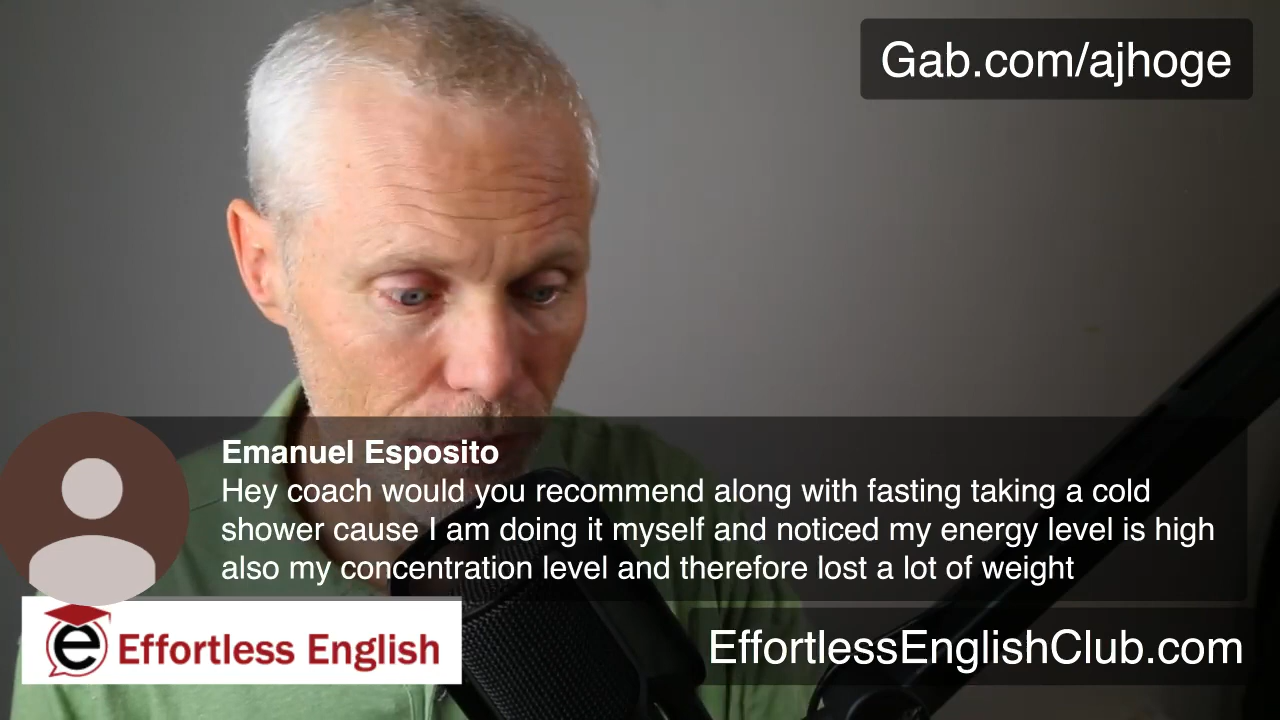 Gab.com/ajhoge
Emanuel Esposito
Hey coach would you recommend along with fasting taking a cold
shower cause I am doing it myself and noticed my energy level is high
also my concentration level and therefore lost a lot of weight
e Effortless English
EffortlessEnglishClub.com